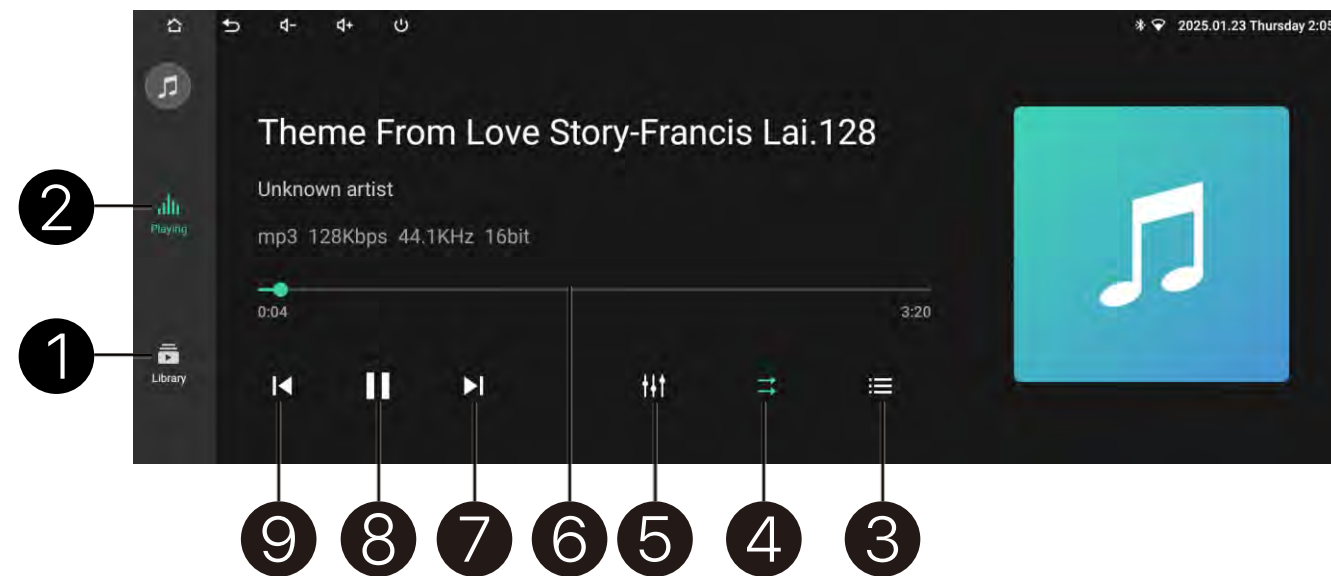 2025.01.23 Thursday 2:05
Theme From Love Story-Francis Lai.128
Unknown artist
2
Playing
mp3 128Kbps 44.1KHz 16bit
0:04
3:20
1
Library
9 8 7 6 5 4 3